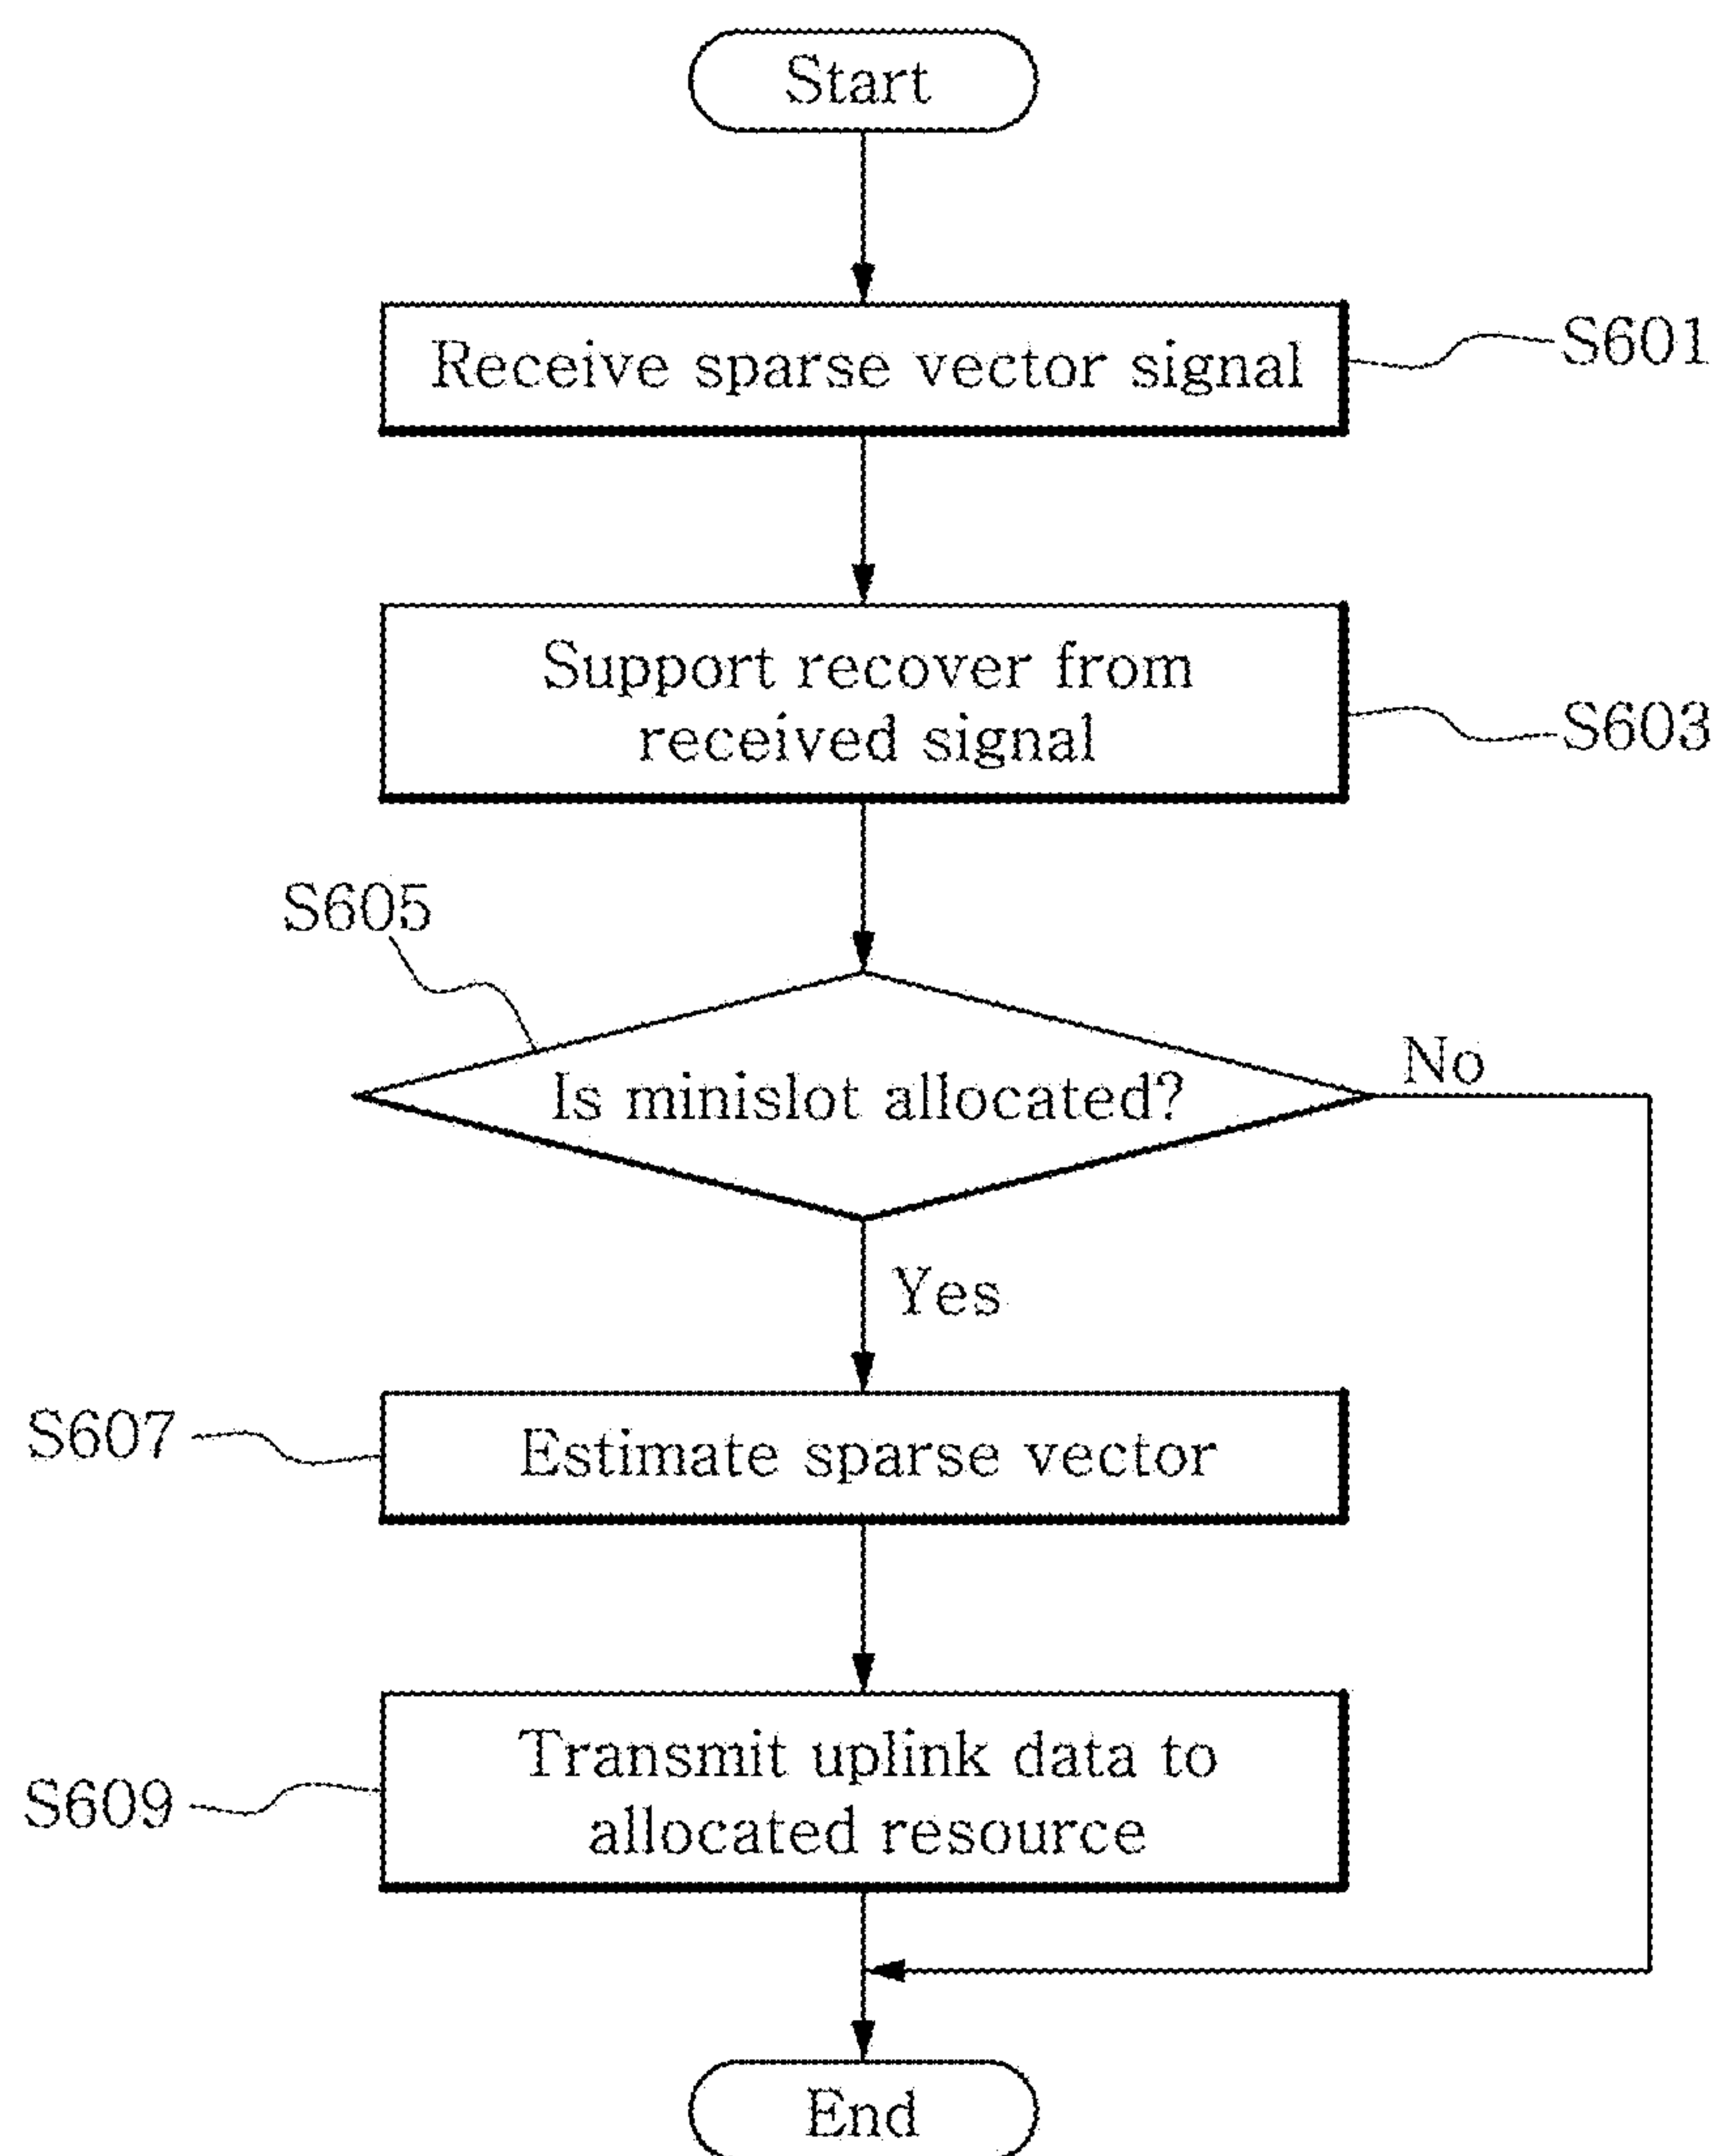 Start
Receive sparse vector signal
S601
Support recover from
received signal
S603
S605
Is minislot allocated?
No
Yes
S607
Estimate sparse vector
S609
Transmit uplink data to
allocated resource
End